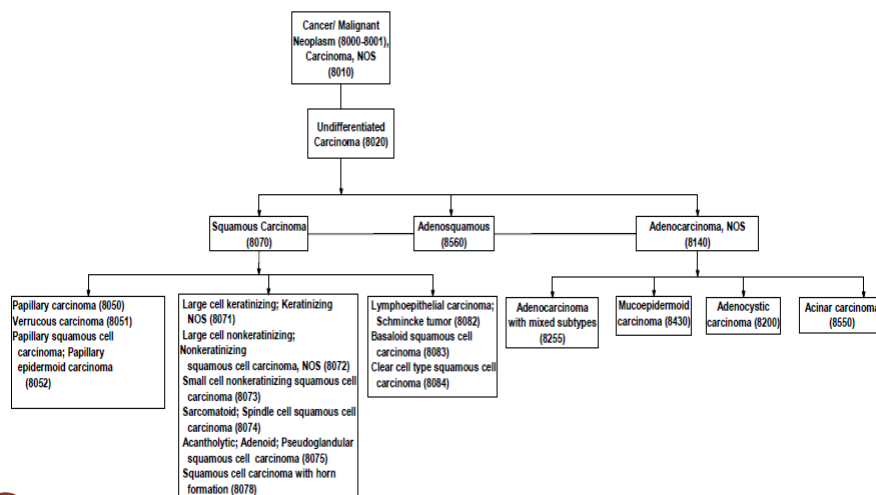 Cancer/ Malignant
Neoplasm (8000-8001),
Carcinoma, NOS
(8010)
Undifferentiated
Carcinoma (8020)
Squamous Carcinoma
(8070)
Adenosquamous
(8560)
Adenocarcinoma, NOS
(8140)
Papillary carcinoma (8050)
Verrucous carcinoma (8051)
Papillary squamous cell
carcinoma; Papillary
epidermoid carcinoma
(8052)
Large cell keratinizing; Keratinizing
NOS (8071)
Large cell nonkeratinizing;
Nonkeratinizing
squamous cell carcinoma, NOS (8072)
Small cell nonkeratinizing squamous cell
carcinoma (8073)
Sarcomatoid; Spindle cell squamous cell
carcinoma (8074)
Acantholytic; Adenoid; Pseudoglandular
squamous cell carcinoma (8075)
Squamous cell carcinoma with horn
formation (8078)
Lymphoepithelial carcinoma;
Schmincke tumor (8082)
Basaloid squamous cell
carcinoma (8083)
Clear cell type squamous cell
carcinoma (8084)
Adenocarcinoma
with mixed subtypes
(8255)
Mucoepidermoid
carcinoma (8430)
Adenocystic
carcinoma (8200)
Acinar carcinoma
(8550)